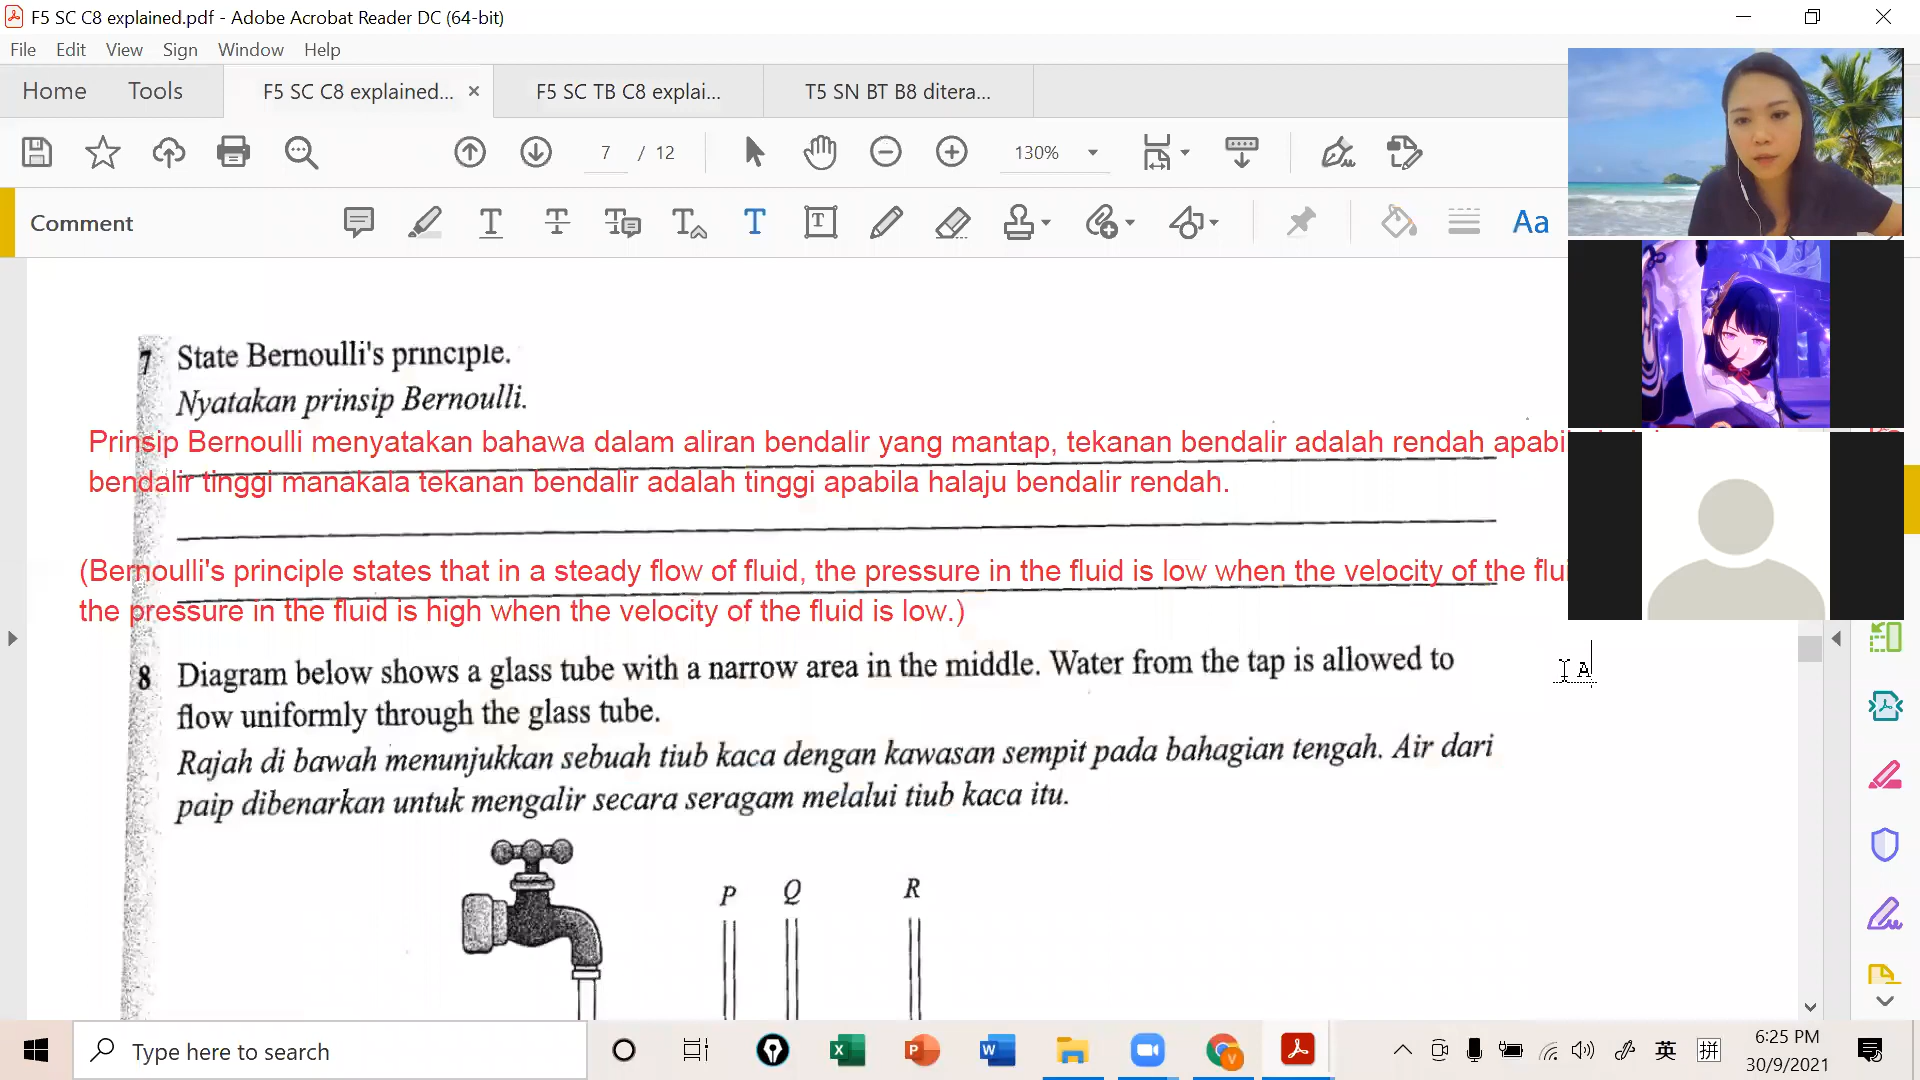 F5 SC C8 explained.pdf - Adobe Acrobat Reader DC (64-bit)
File Edit View Sign Window Help
Home Tools F5 SC C8 explained... × F5 SC TB C8 explai... T5 SN BT B8 ditera...
7 / 12 130%
Comment Aa
7 State Bernoulli's principle.
Nyatakan prinsip Bernoulli.
Prinsip Bernoulli menyatakan bahawa dalam aliran bendalir yang mantap, tekanan bendalir adalah rendah
bendalir tinggi manakala tekanan bendalir adalah tinggi apabila halaju bendalir rendah.
(Bernoulli's principle states that in a steady flow of fluid, the pressure in the fluid is low when the velocity of the
the pressure in the fluid is high when the velocity of the fluid is low.)
A
8 Diagram below shows a glass tube with a narrow area in the middle. Water from the tap is allowed to
flow uniformly through the glass tube.
Rajah di bawah menunjukkan sebuah tiub kaca dengan kawasan sempit pada bahagian tengah. Air dari
paip dibenarkan untuk mengalir secara seragam melalui tiub kaca itu.
P Q R
Type here to search
英 拼
6:25 PM
30/9/2021